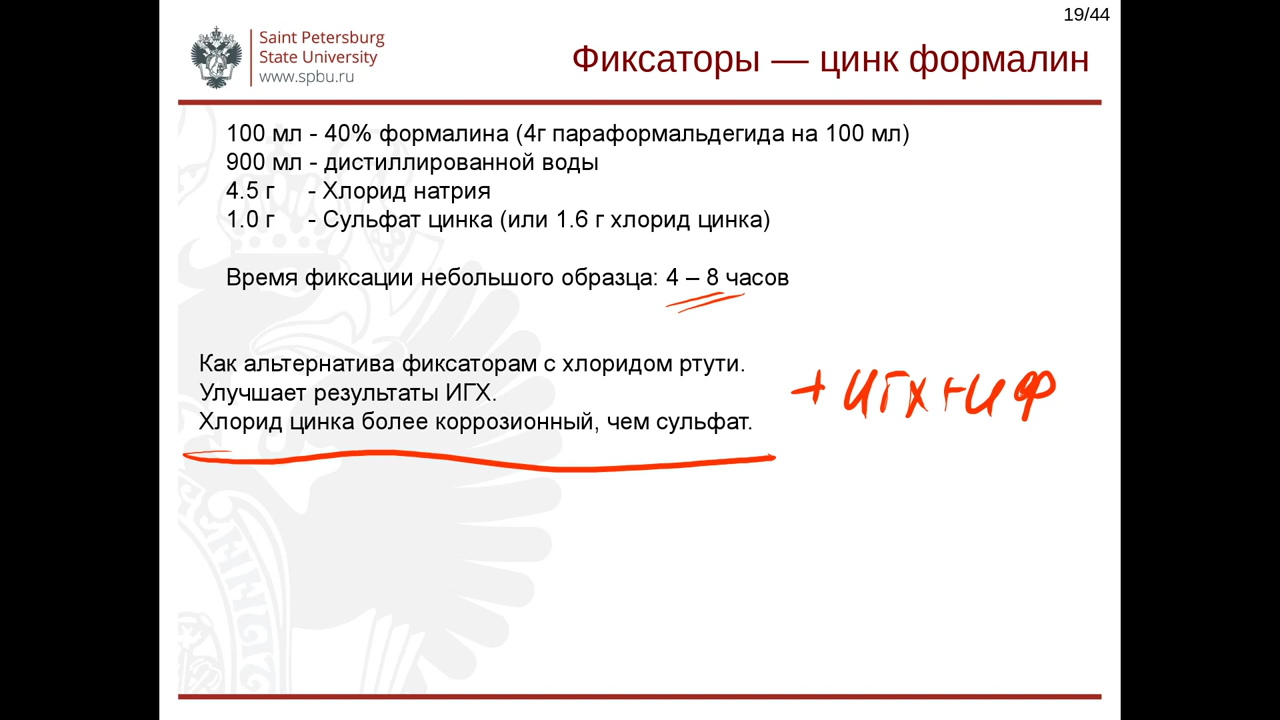 19/44
Saint Petersburg
State University
www.spbu.ru
Фиксаторы — цинк формалин
100 мл - 40% формалина (4г параформальдегида на 100 мл)
900 мл - дистиллированной воды
4.5 г - Хлорид натрия
1.0 г - Сульфат цинка (или 1.6 г хлорид цинка)
Время фиксации небольшого образца: 4 – 8 часов
Как альтернатива фиксаторам с хлоридом ртути.
Улучшает результаты ИГХ.
Хлорид цинка более коррозионный, чем сульфат.
+ ИГХ + ИФ